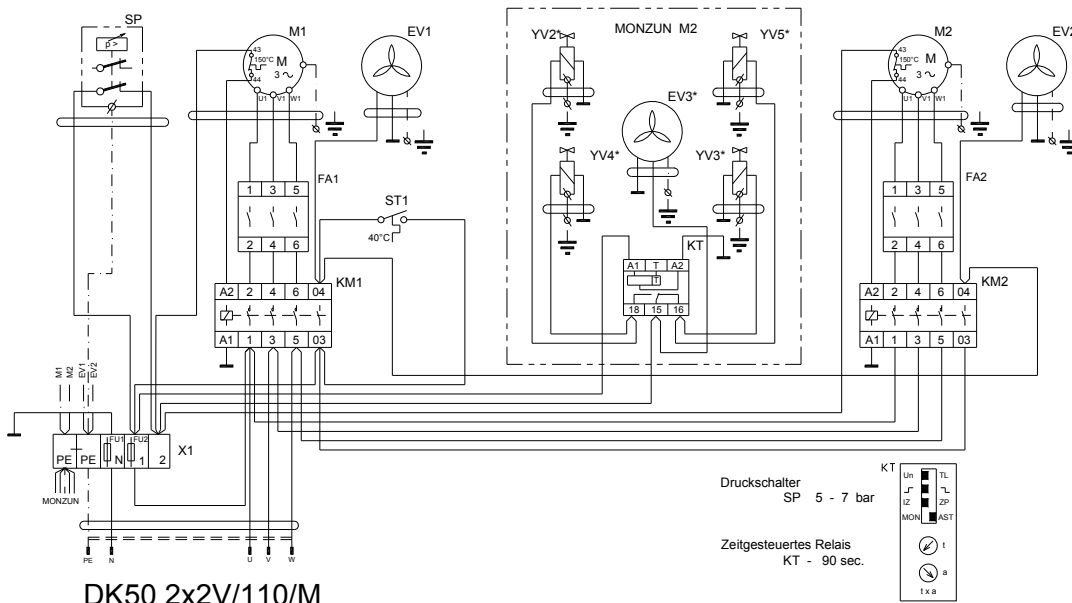 SP
M1
EV1
MONZUN M2
M2
EV2
p >
43
150°C
44
M
3 ~
U1 V1 W1
YV2*
YV5*
EV3*
YV4*
YV3*
43
150°C
44
M
3 ~
U1 V1 W1
FA1
1 3 5
2 4 6
ST1
40°C
FA2
1 3 5
2 4 6
KT
A1 T A2
T
18 15 16
KM1
A2 2 4 6 04
A1 1 3 5 03
KM2
A2 2 4 6 04
A1 1 3 5 03
M1
M2
EV1
EV2
FU1 FU2
PE PE N 1 2
X1
MONZUN
PE N U V W
Druckschalter
SP 5 - 7 bar
Zeitgesteuertes Relais
KT - 90 sec.
KT
Un TL
IZ ZP
MON AST
t
a
t x a
DK50 2x2V/110/M